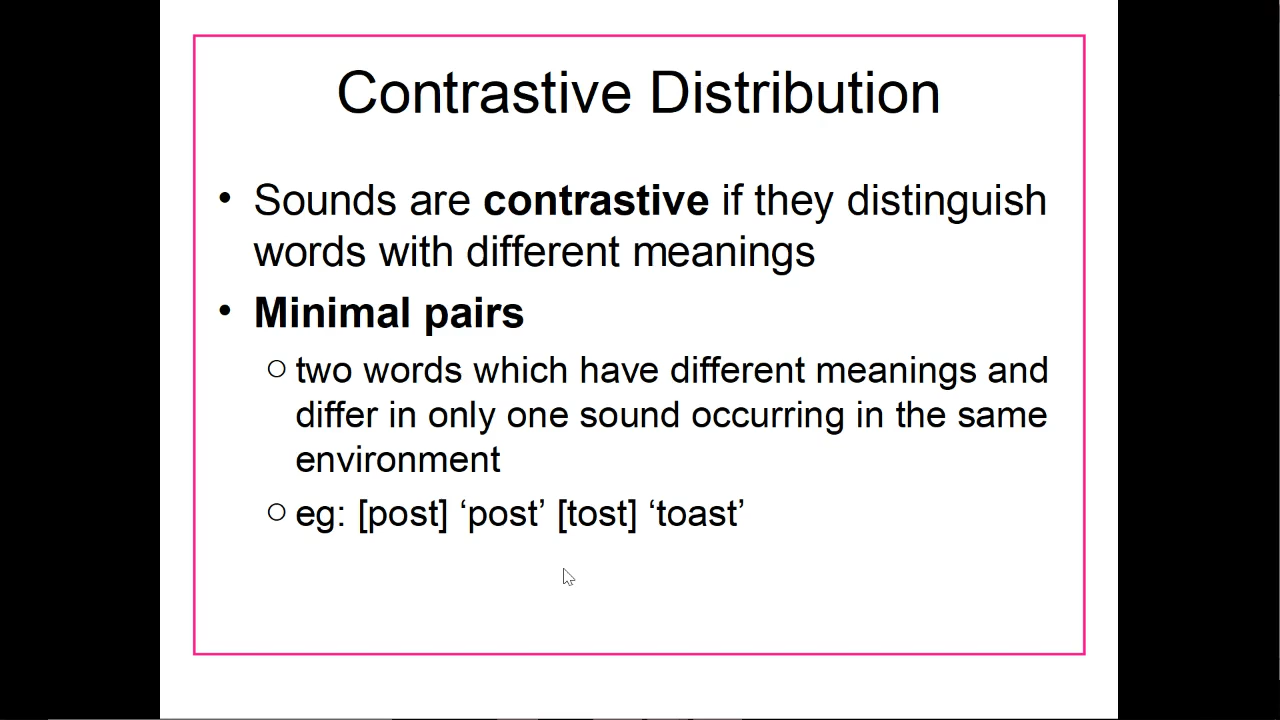 Contrastive Distribution
• Sounds are contrastive if they distinguish
words with different meanings
• Minimal pairs
○ two words which have different meanings and
differ in only one sound occurring in the same
environment
○ eg: [post] ‘post’ [tost] ‘toast’